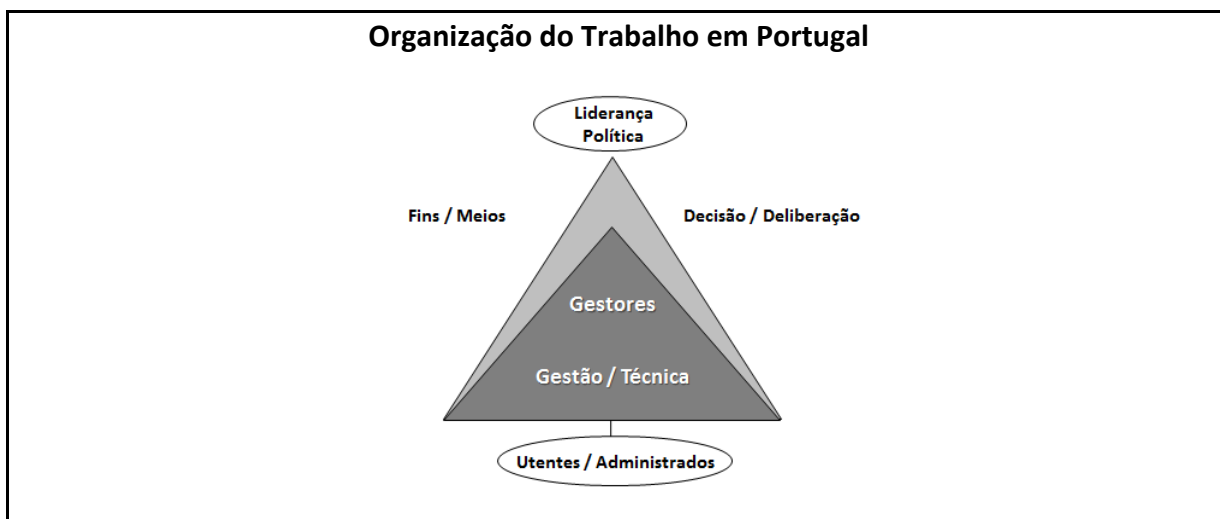 Organização do Trabalho em Portugal
Liderança
Política
Fins / Meios
Decisão / Deliberação
Gestores
Gestão / Técnica
Utentes / Administrados